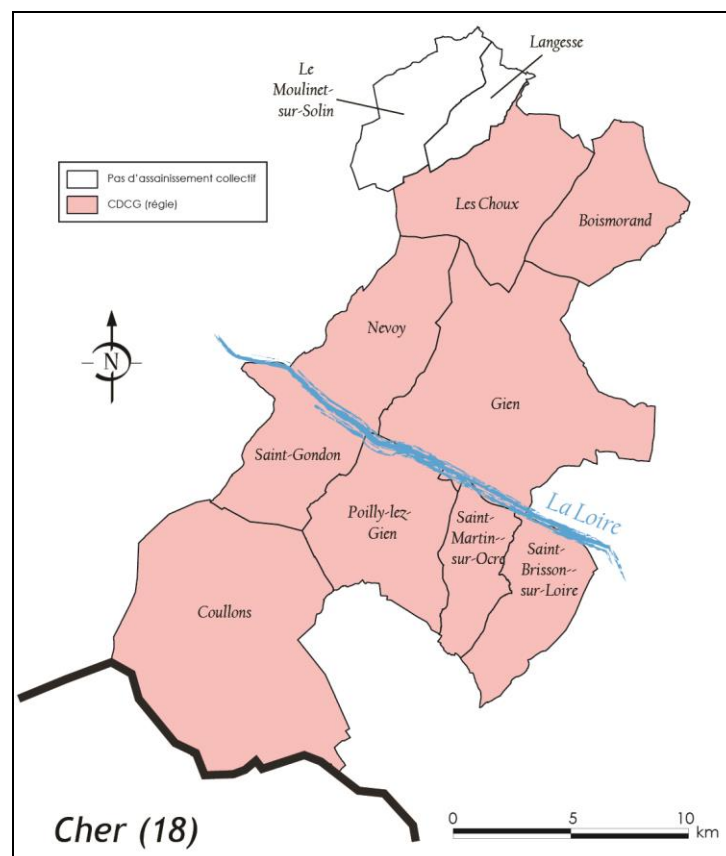 Langesse
Le
Moulinet-
sur-Solin
Pas d'assainissement collectif
CDCG (régie)
Les Choux
Boismorand
N
Nevoy
Gien
Saint-Gondon
La Loire
Poilly-lez-
Gien
Saint-
Martin--
sur-Ocre
Saint-
Brisson--
sur-Loire
Coullons
Cher (18)
0 5 10
km